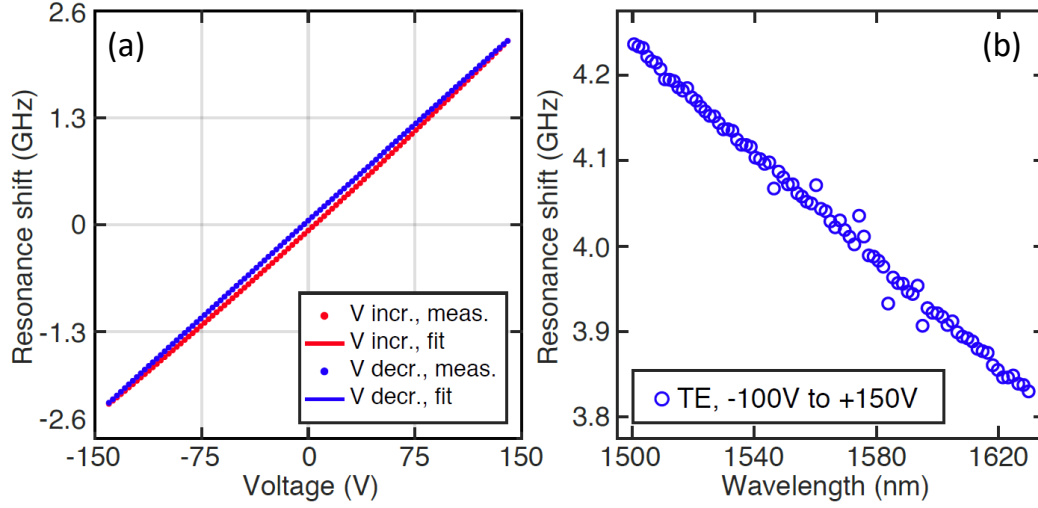 (a)
Resonance shift (GHz)
2.6
1.3
0
-1.3
-2.6
V incr., meas.
V incr., fit
V decr., meas.
V decr., fit
-150
-75
0
75
150
Voltage (V)
(b)
Resonance shift (GHz)
4.2
4.1
4.0
3.9
3.8
TE, -100V to +150V
1500
1540
1580
1620
Wavelength (nm)